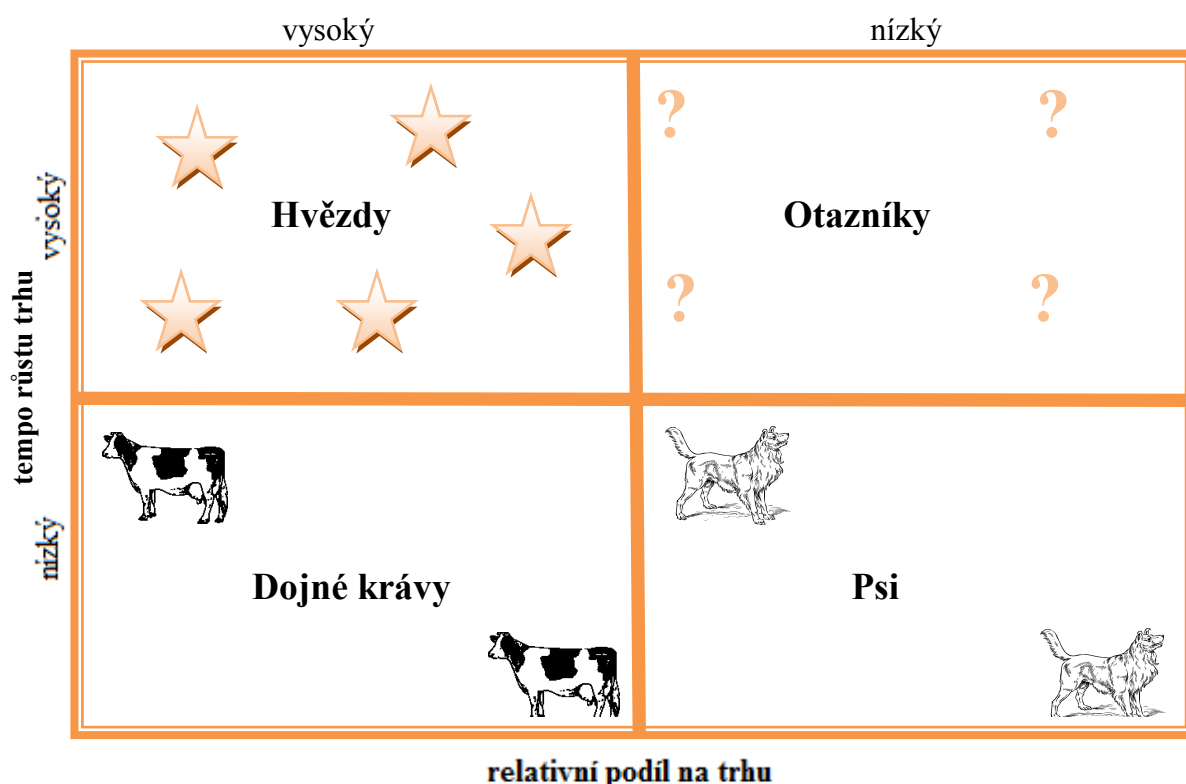 vysoký nízký
vysoký
Hvězdy Otazníky
? ?
? ?
tempo růstu trhu
nízký
Dojné krávy Psi
relativní podíl na trhu